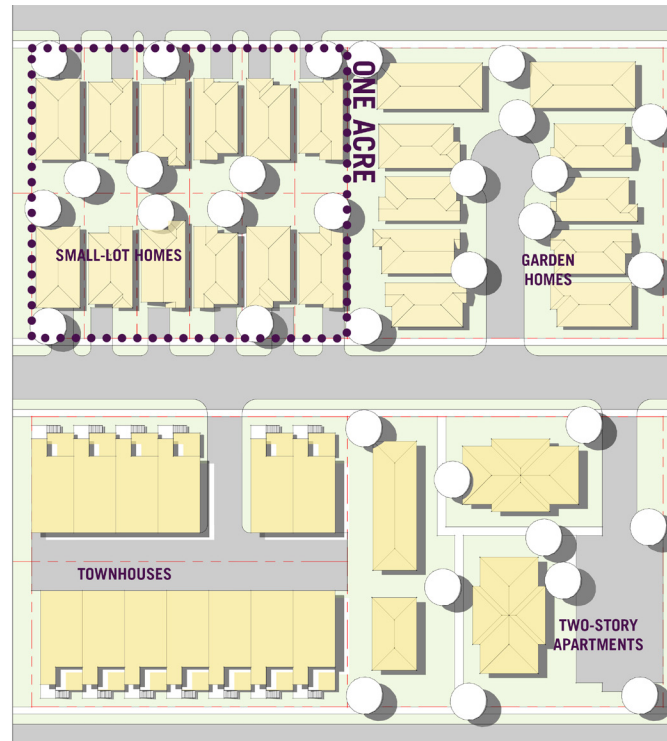 ONE ACRE
SMALL-LOT HOMES
GARDEN
HOMES
TOWNHOUSES
TWO-STORY
APARTMENTS